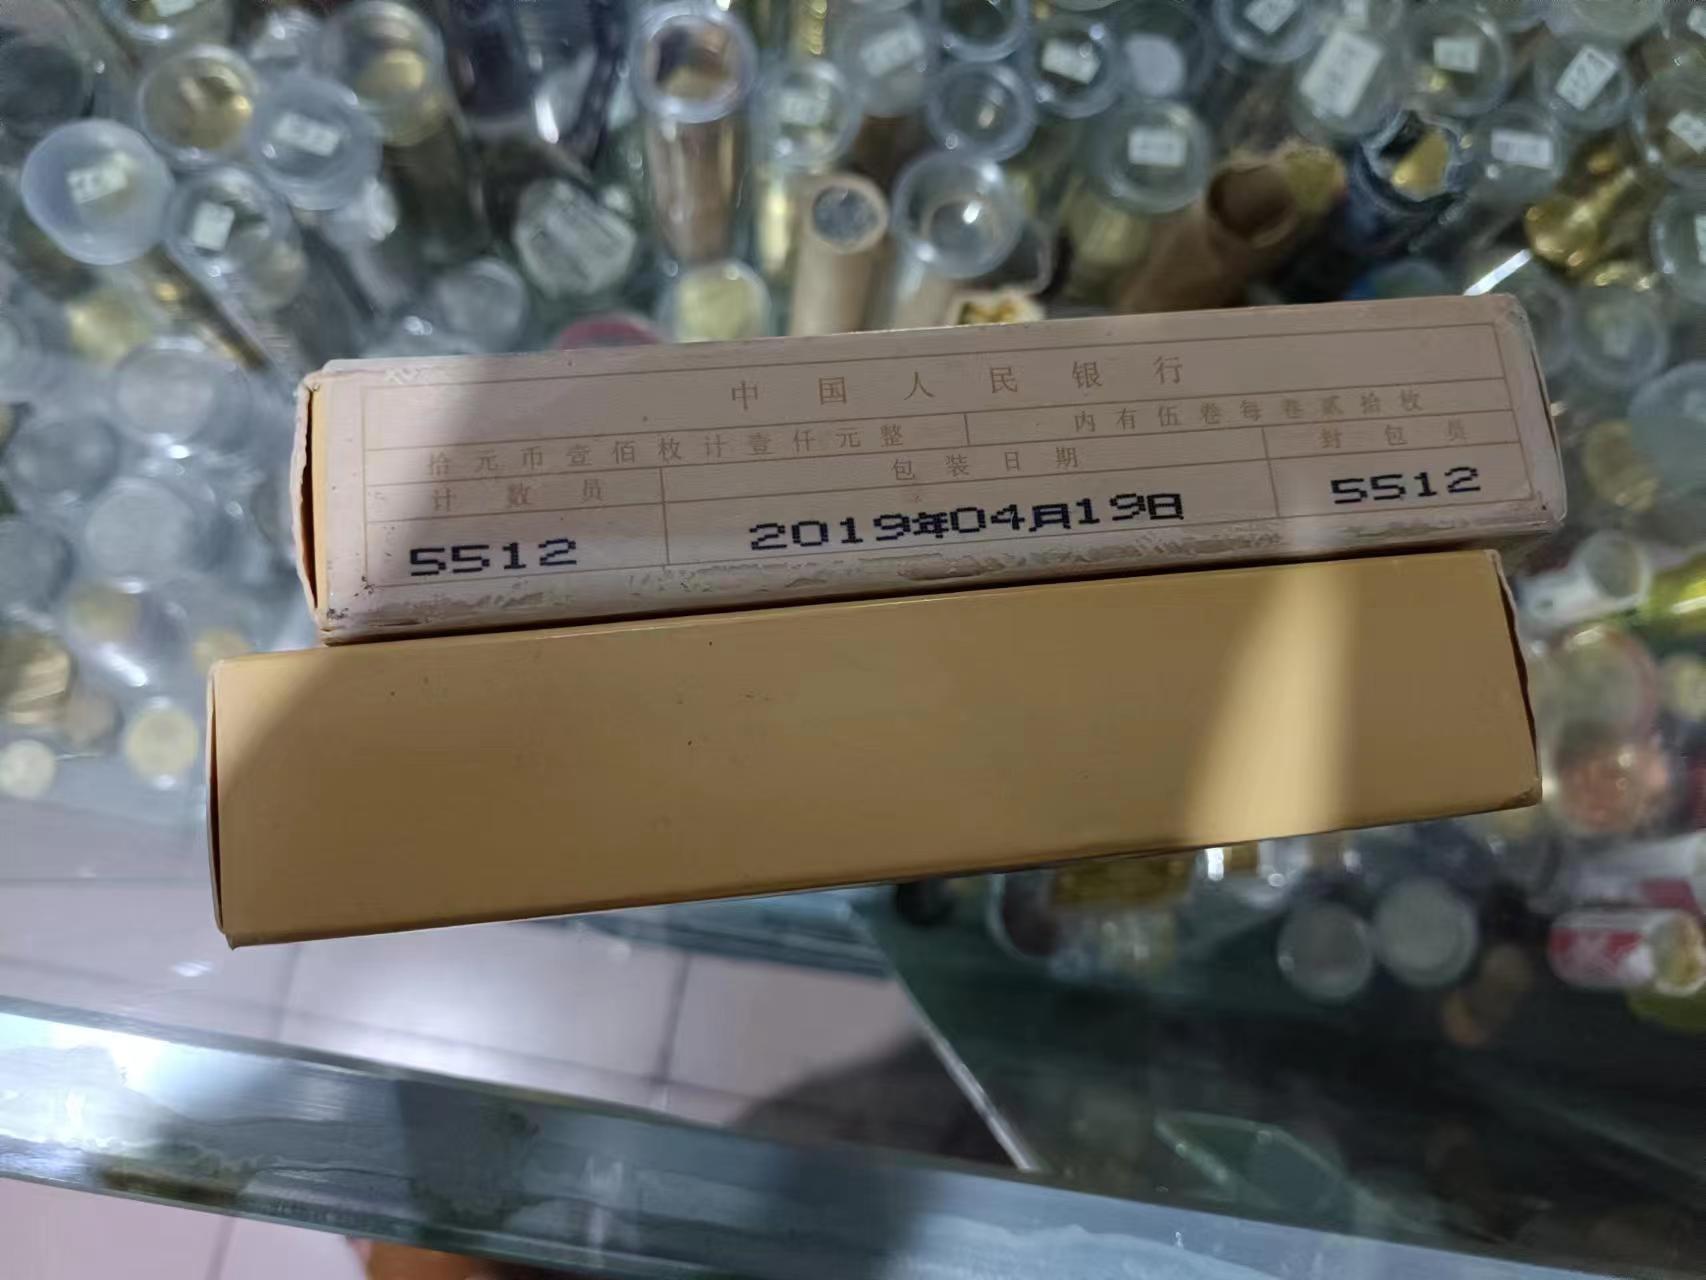 中国人民银行
拾元币壹佰枚计壹仟元整 内有伍卷每卷贰拾枚
计数员 包装日期 封包员
5512 2019年04月19日 5512